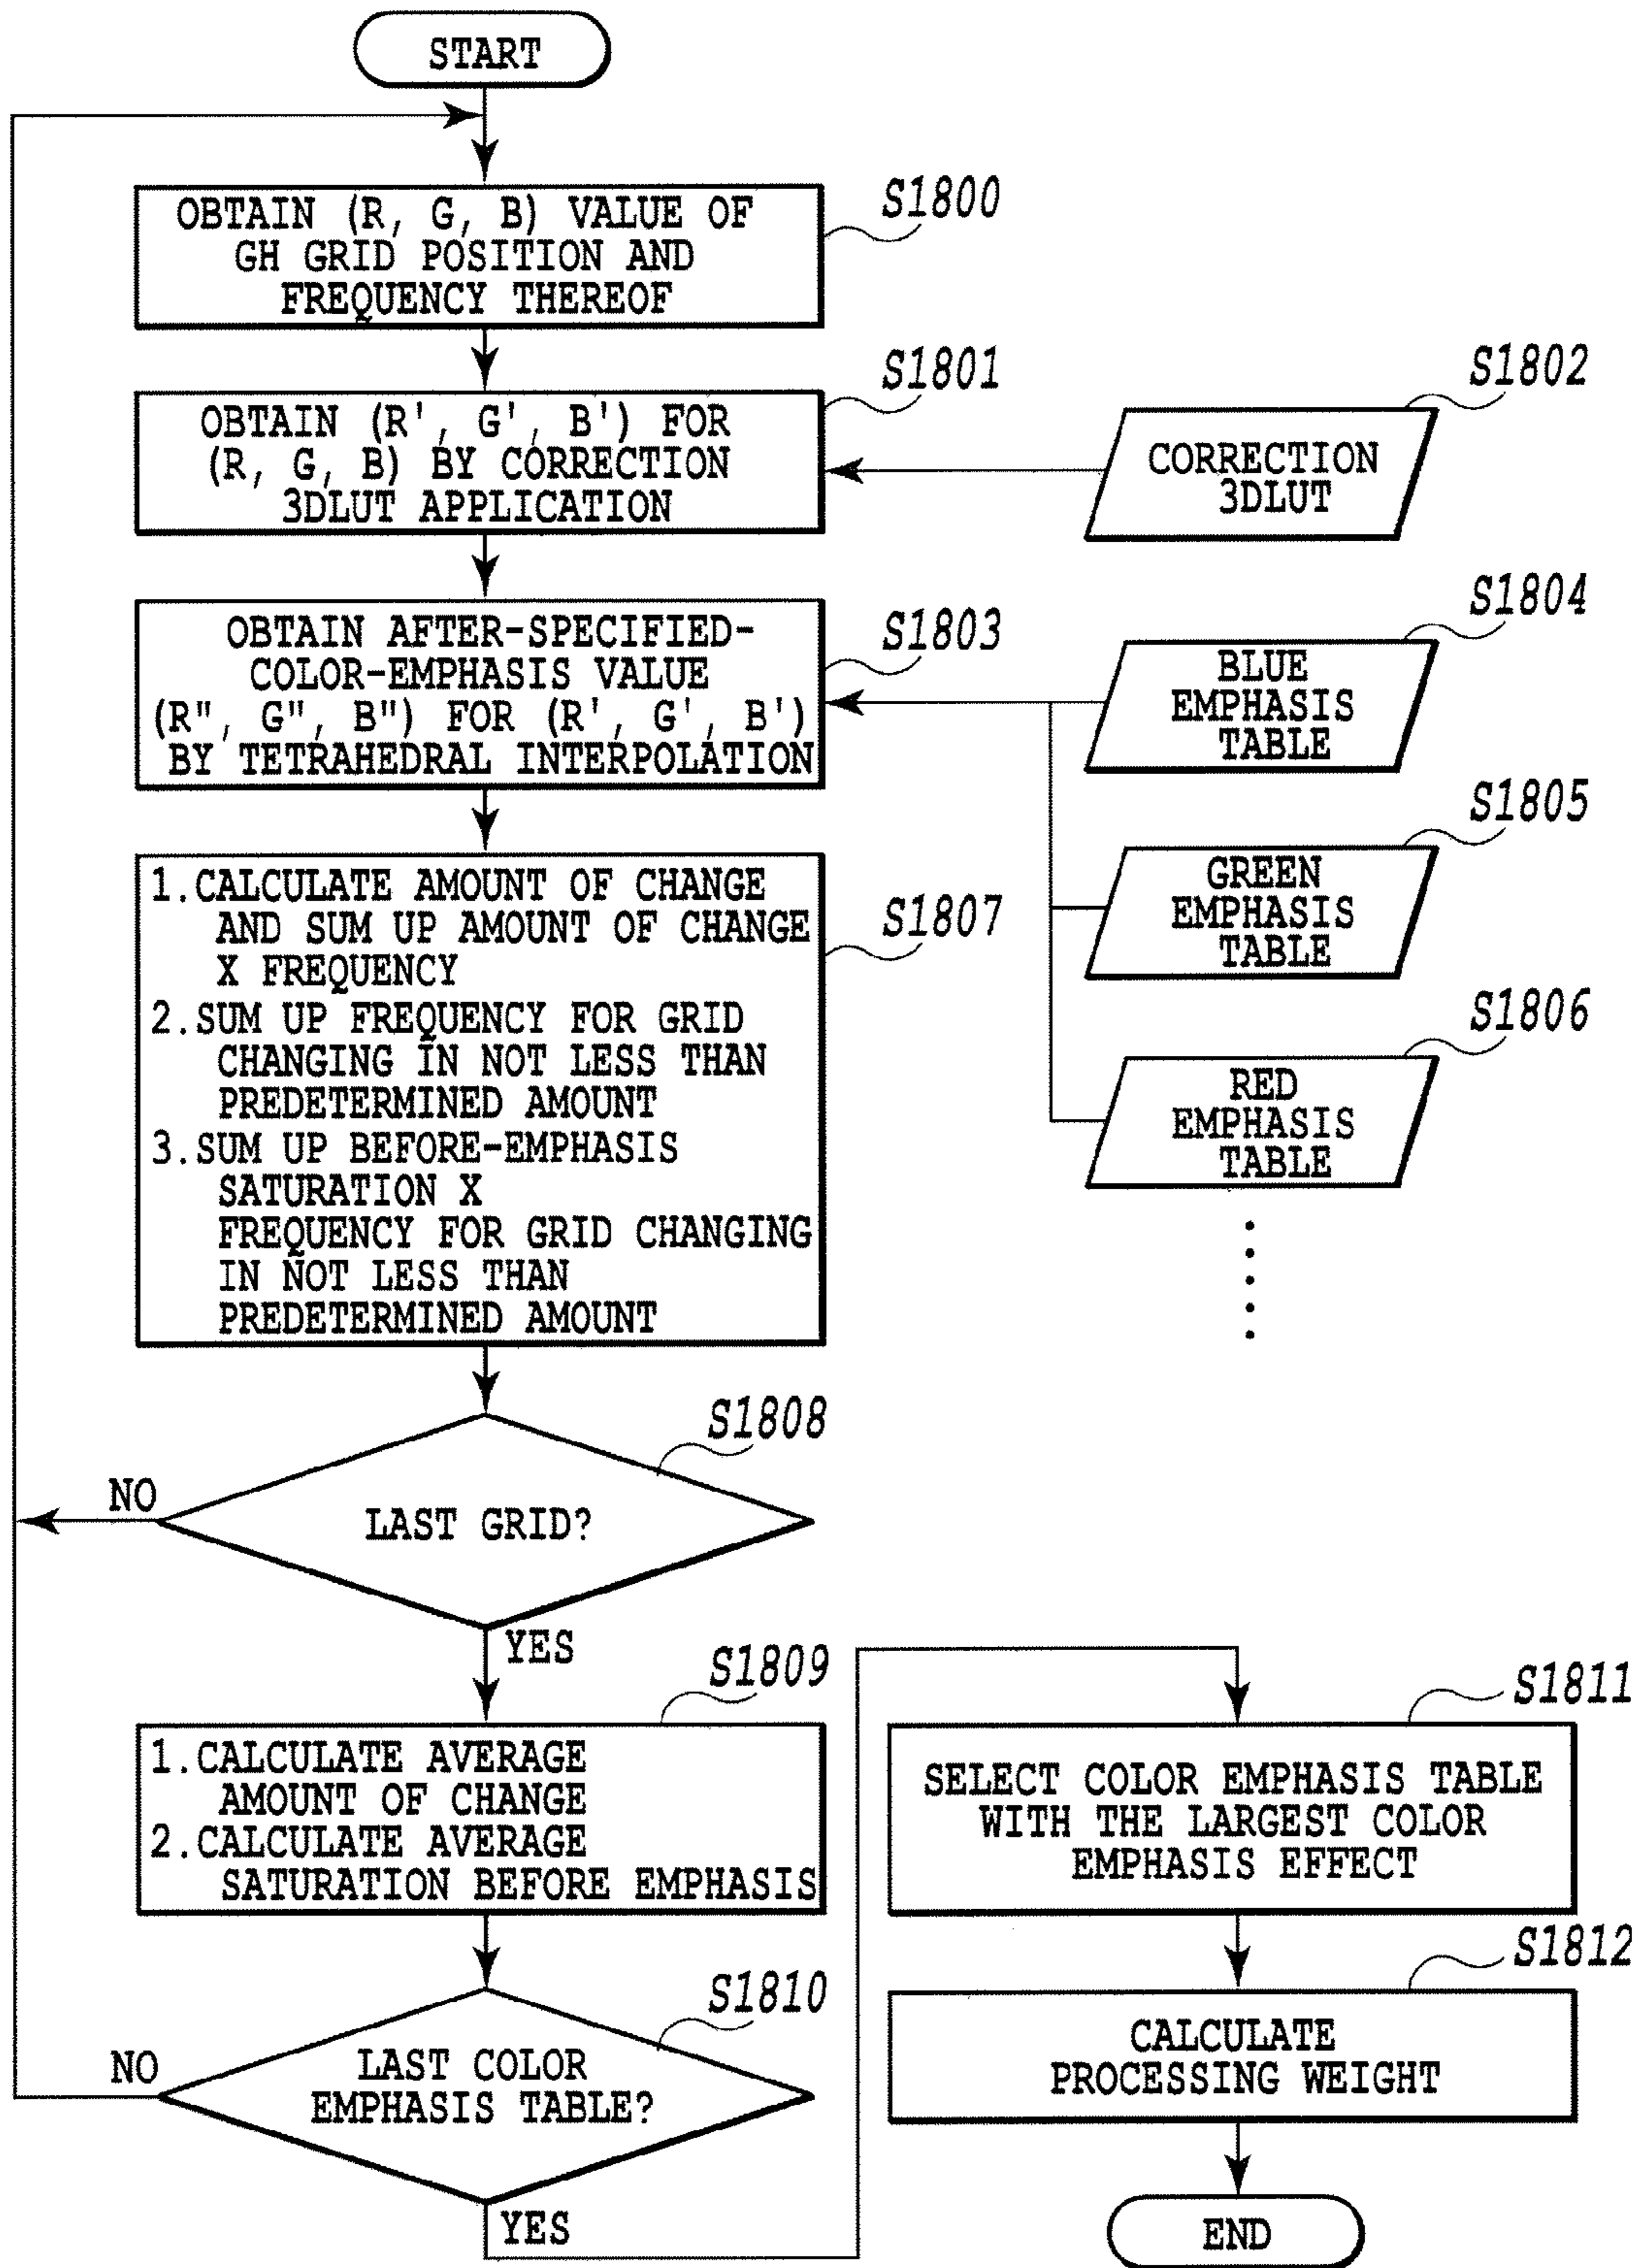 START
OBTAIN (R, G, B) VALUE OF
GH GRID POSITION AND
FREQUENCY THEREOF
S1800
OBTAIN (R', G', B') FOR
(R, G, B) BY CORRECTION
3DLUT APPLICATION
S1801
CORRECTION
3DLUT
S1802
OBTAIN AFTER-SPECIFIED-
COLOR-EMPHASIS VALUE
(R", G", B") FOR (R', G', B')
BY TETRAHEDRAL INTERPOLATION
S1803
BLUE
EMPHASIS
TABLE
S1804
GREEN
EMPHASIS
TABLE
S1805
RED
EMPHASIS
TABLE
S1806
1.CALCULATE AMOUNT OF CHANGE
AND SUM UP AMOUNT OF CHANGE
X FREQUENCY
2.SUM UP FREQUENCY FOR GRID
CHANGING IN NOT LESS THAN
PREDETERMINED AMOUNT
3.SUM UP BEFORE-EMPHASIS
SATURATION X
FREQUENCY FOR GRID CHANGING
IN NOT LESS THAN
PREDETERMINED AMOUNT
S1807
S1808
LAST GRID?
NO
YES
S1809
1.CALCULATE AVERAGE
AMOUNT OF CHANGE
2.CALCULATE AVERAGE
SATURATION BEFORE EMPHASIS
S1810
LAST COLOR
EMPHASIS TABLE?
NO
YES
S1811
SELECT COLOR EMPHASIS TABLE
WITH THE LARGEST COLOR
EMPHASIS EFFECT
S1812
CALCULATE
PROCESSING WEIGHT
END